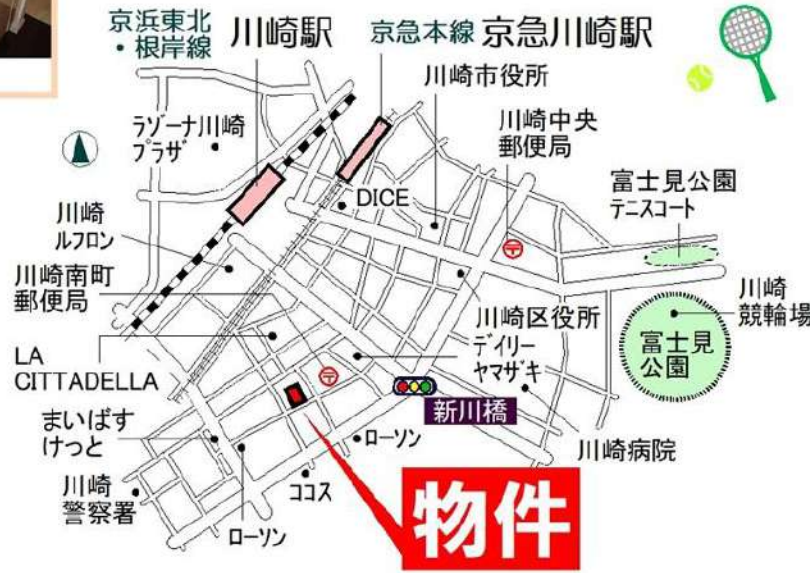 京浜東北
・根岸線
川崎駅
京急本線
京急川崎駅
川崎市役所
ラゾーナ川崎
プラザ
川崎中央
郵便局
DICE
富士見公園
テニスコート
川崎
ルフロン
川崎南町
郵便局
川崎区役所
デイリー
ヤマザキ
川崎
競輪場
富士見
公園
LA
CITTADELLA
新川橋
まいばす
けっと
ローソン
川崎病院
川崎
警察署
ココス
ローソン
物件